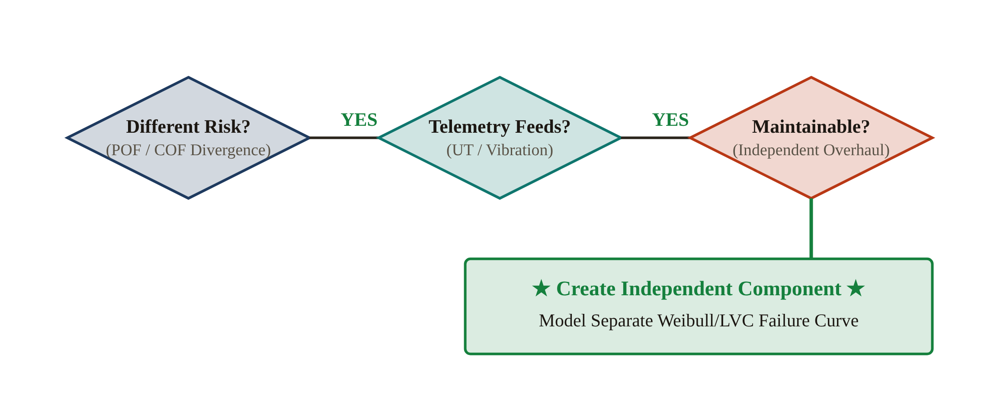 Different Risk?
(POF / COF Divergence)
YES
Telemetry Feeds?
(UT / Vibration)
YES
Maintainable?
(Independent Overhaul)
★ Create Independent Component ★
Model Separate Weibull/LVC Failure Curve